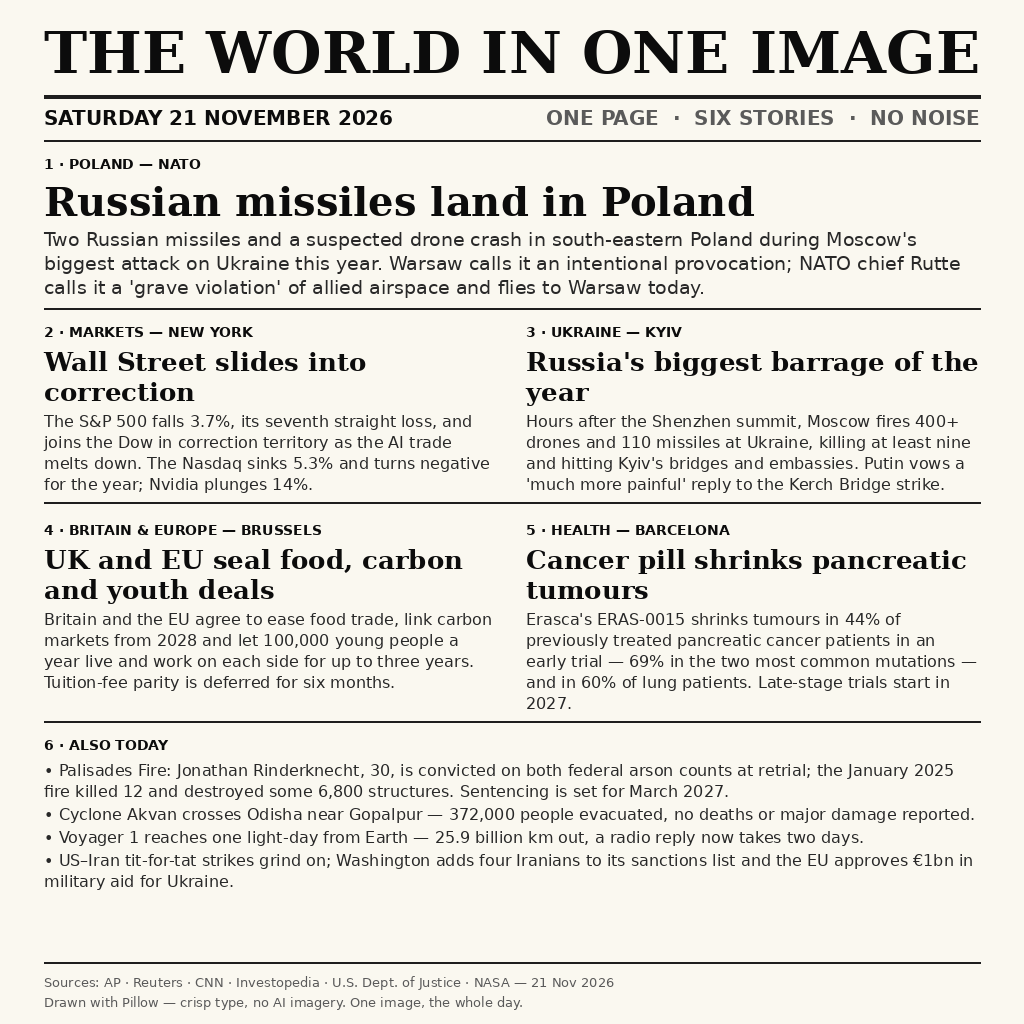 THE WORLD IN ONE IMAGE
SATURDAY 21 NOVEMBER 2026
ONE PAGE · SIX STORIES · NO NOISE
1 · POLAND — NATO
Russian missiles land in Poland
Two Russian missiles and a suspected drone crash in south-eastern Poland during Moscow's
biggest attack on Ukraine this year. Warsaw calls it an intentional provocation; NATO chief Rutte
calls it a 'grave violation' of allied airspace and flies to Warsaw today.
2 · MARKETS — NEW YORK
Wall Street slides into
correction
The S&P 500 falls 3.7%, its seventh straight loss, and
joins the Dow in correction territory as the AI trade
melts down. The Nasdaq sinks 5.3% and turns negative
for the year; Nvidia plunges 14%.
3 · UKRAINE — KYIV
Russia's biggest barrage of the
year
Hours after the Shenzhen summit, Moscow fires 400+
drones and 110 missiles at Ukraine, killing at least nine
and hitting Kyiv's bridges and embassies. Putin vows a
'much more painful' reply to the Kerch Bridge strike.
4 · BRITAIN & EUROPE — BRUSSELS
UK and EU seal food, carbon
and youth deals
Britain and the EU agree to ease food trade, link carbon
markets from 2028 and let 100,000 young people a
year live and work on each side for up to three years.
Tuition-fee parity is deferred for six months.
5 · HEALTH — BARCELONA
Cancer pill shrinks pancreatic
tumours
Erasca's ERAS-0015 shrinks tumours in 44% of
previously treated pancreatic cancer patients in an
early trial — 69% in the two most common mutations —
and in 60% of lung patients. Late-stage trials start in
2027.
6 · ALSO TODAY
• Palisades Fire: Jonathan Rinderknecht, 30, is convicted on both federal arson counts at retrial; the January 2025
fire killed 12 and destroyed some 6,800 structures. Sentencing is set for March 2027.
• Cyclone Akvan crosses Odisha near Gopalpur — 372,000 people evacuated, no deaths or major damage reported.
• Voyager 1 reaches one light-day from Earth — 25.9 billion km out, a radio reply now takes two days.
• US–Iran tit-for-tat strikes grind on; Washington adds four Iranians to its sanctions list and the EU approves €1bn in
military aid for Ukraine.
Sources: AP · Reuters · CNN · Investopedia · U.S. Dept. of Justice · NASA — 21 Nov 2026
Drawn with Pillow — crisp type, no AI imagery. One image, the whole day.